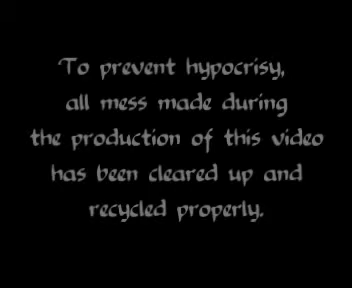 To prevent hypocrisy,
all mess made during
the production of this video
has been cleared up and
recycled properly.